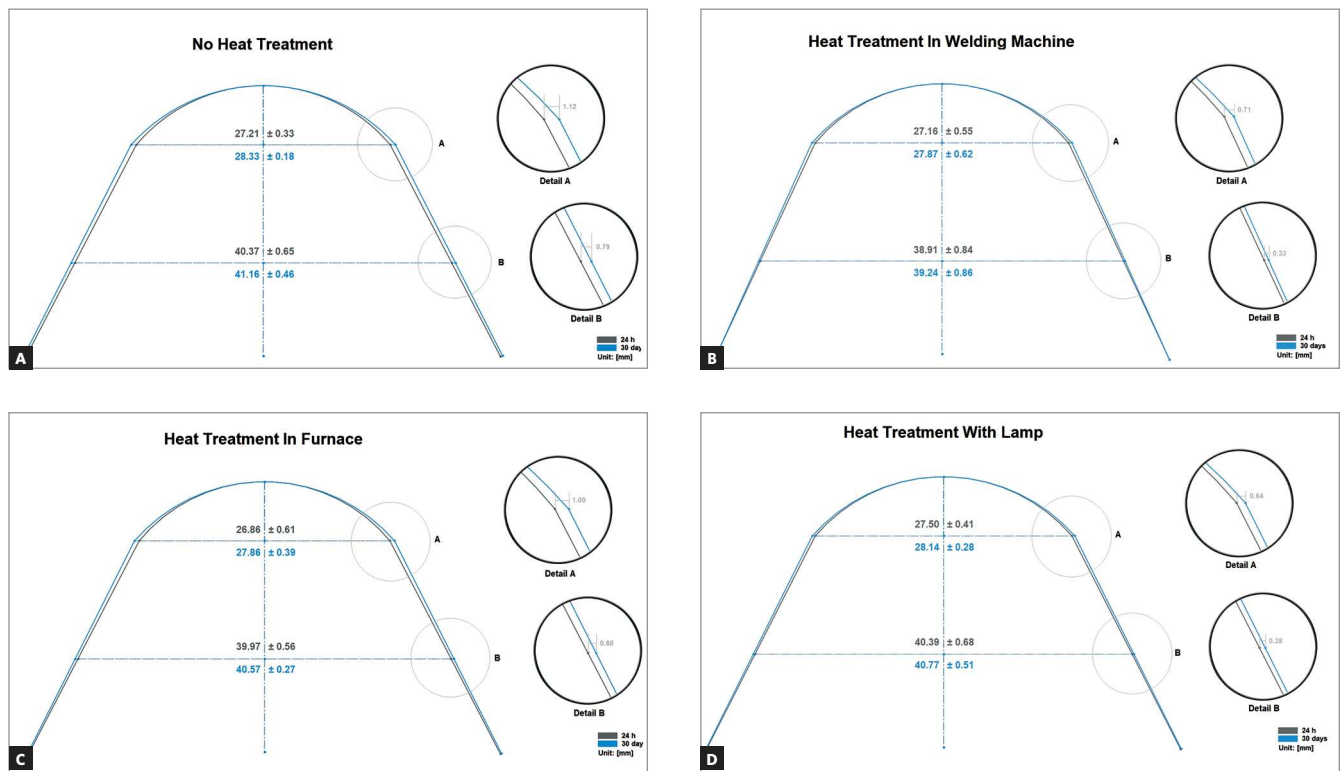 No Heat Treatment
27.21 ± 0.33
28.33 ± 0.18
A
40.37 ± 0.65
41.16 ± 0.46
B
1.12
Detail A
0.79
Detail B
24 h
30 day
Unit: [mm]
A
Heat Treatment In Welding Machine
27.16 ± 0.55
27.87 ± 0.62
A
38.91 ± 0.84
39.24 ± 0.86
B
0.71
Detail A
0.33
Detail B
24 h
30 days
Unit: [mm]
B
Heat Treatment In Furnace
26.86 ± 0.61
27.86 ± 0.39
A
39.97 ± 0.56
40.57 ± 0.27
B
1.00
Detail A
0.60
Detail B
24 h
30 day
Unit: [mm]
C
Heat Treatment With Lamp
27.50 ± 0.41
28.14 ± 0.28
A
40.39 ± 0.68
40.77 ± 0.51
B
0.64
Detail A
0.38
Detail B
24 h
30 days
Unit: [mm]
D